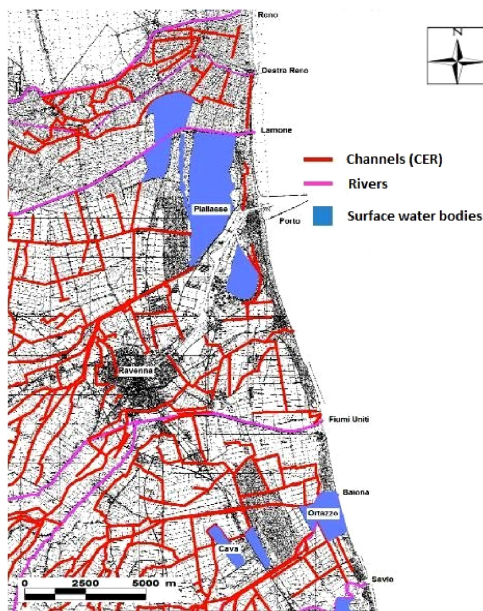 Reno
N
Destra Reno
Lamone
Channels (CER)
Rivers
Piallasse
Surface water bodies
Porto
Ravenna
Fiumi Uniti
Baiona
Ortazzo
Cava
Savio
0 2500 5000 m